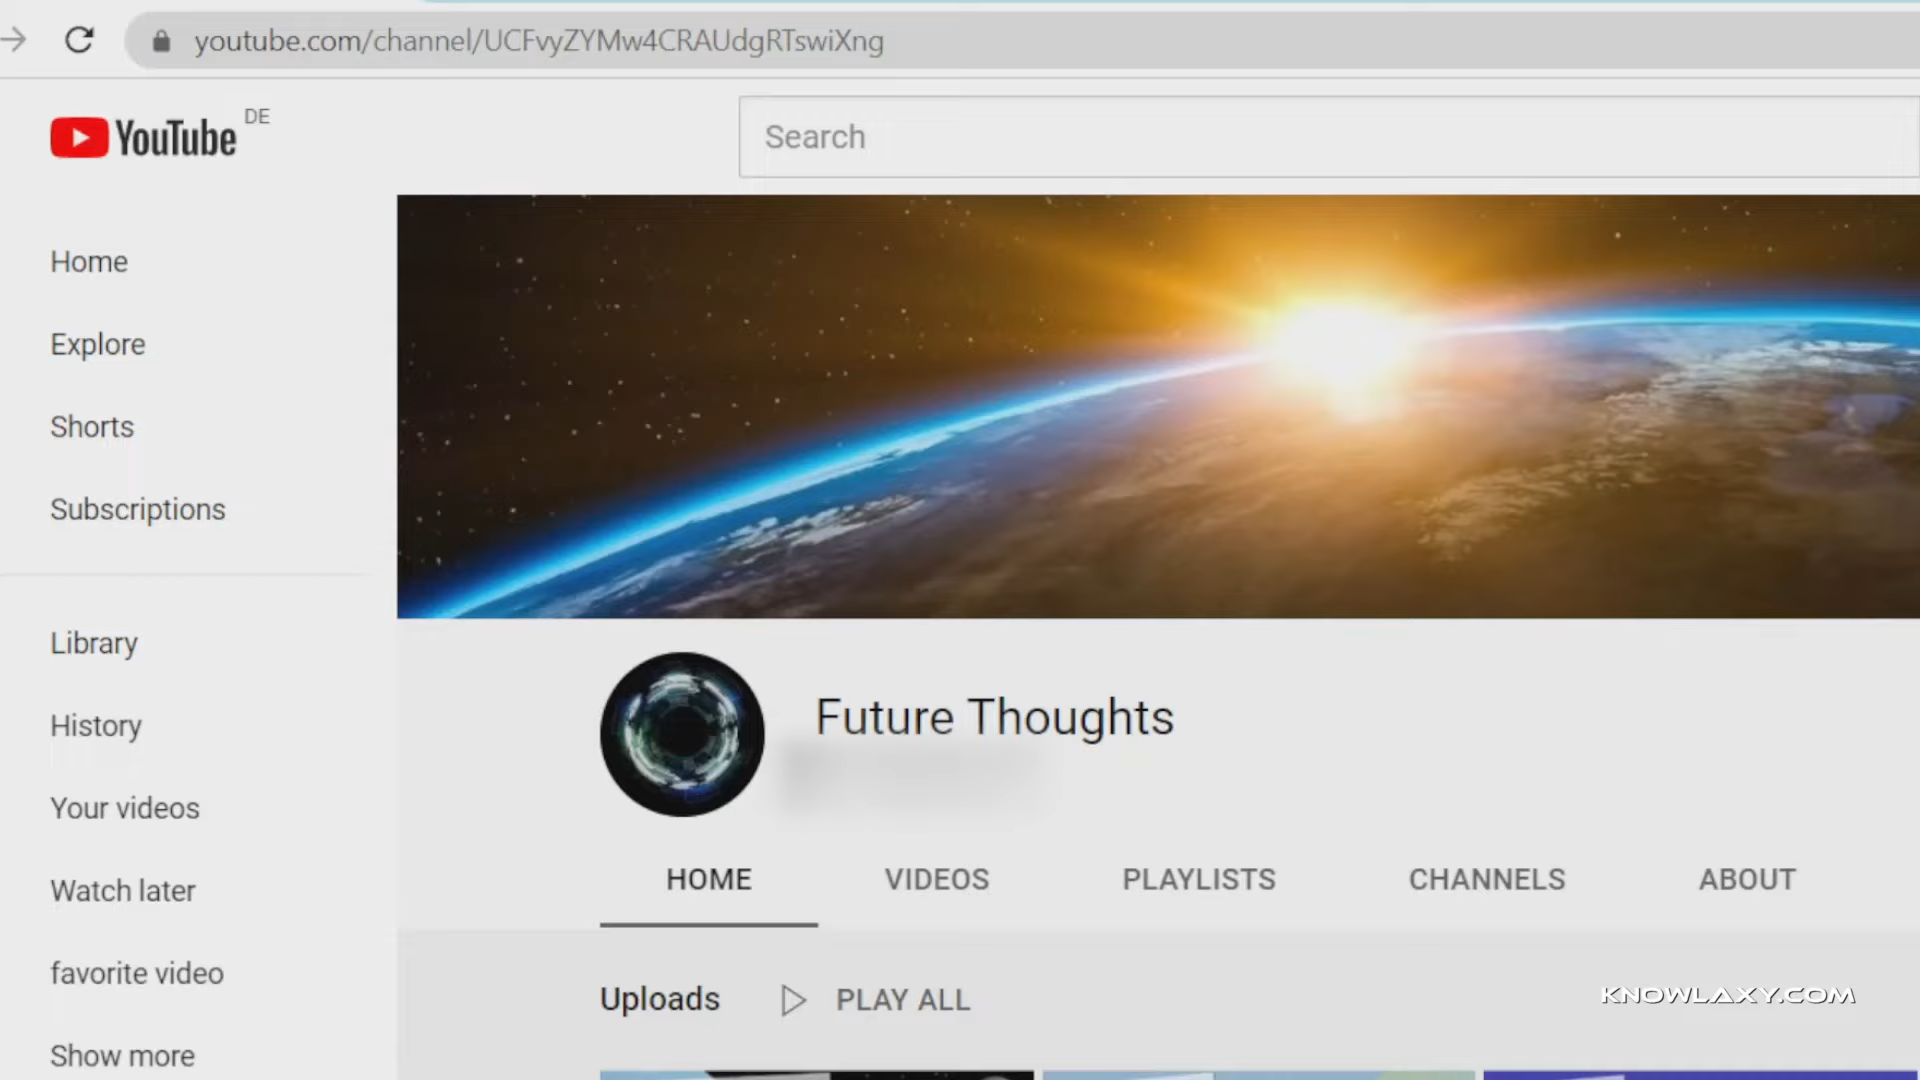 youtube.com/channel/UCFvyZYMw4CRAUdgRTswiXng
YouTube DE
Search
Home
Explore
Shorts
Subscriptions
Library
History
Your videos
Watch later
favorite video
Show more
Future Thoughts
HOME VIDEOS PLAYLISTS CHANNELS ABOUT
Uploads PLAY ALL
KNOWLAXY.COM